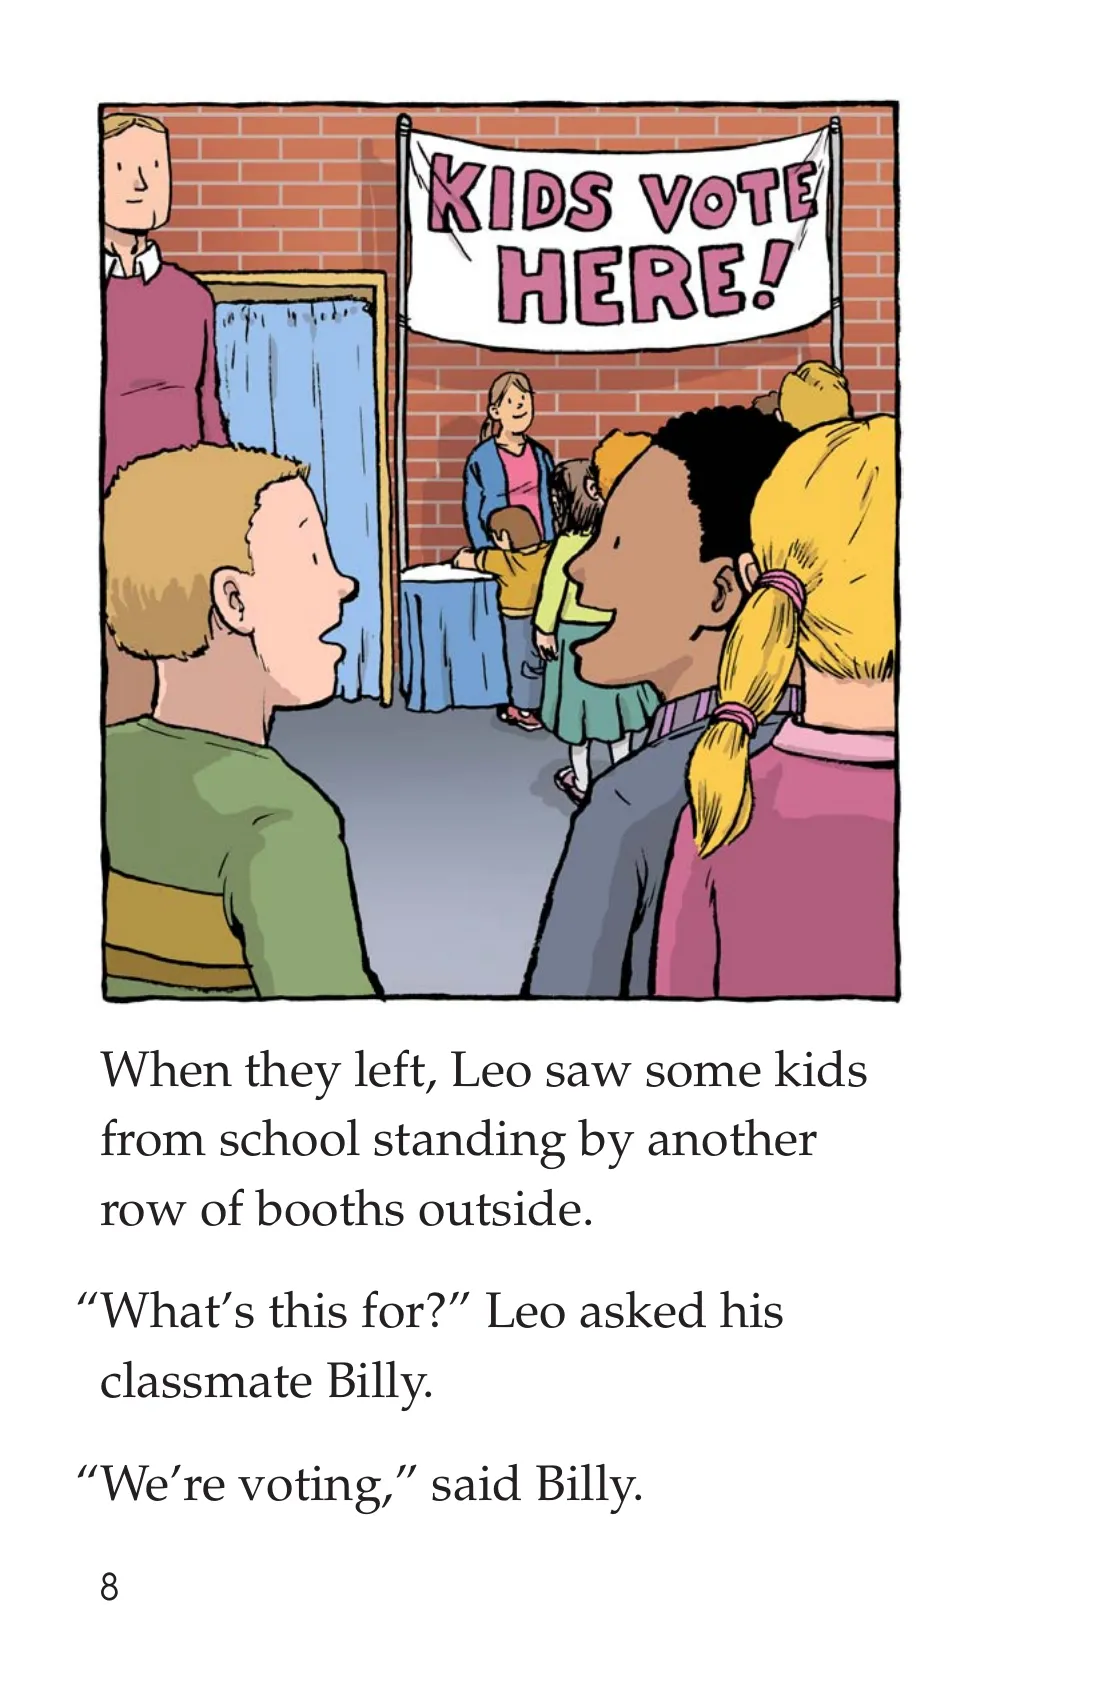 KIDS VOTE
HERE!
When they left, Leo saw some kids
from school standing by another
row of booths outside.
“What’s this for?” Leo asked his
classmate Billy.
“We’re voting,” said Billy.
8